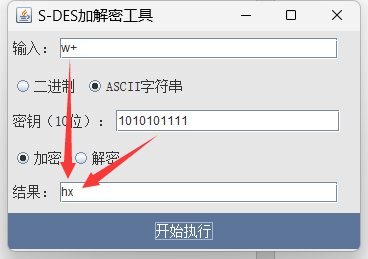 S-DES加解密工具
输入： w+
二进制 ASCII字符串
密钥（10位）： 1010101111
加密 解密
结果： hx
开始执行